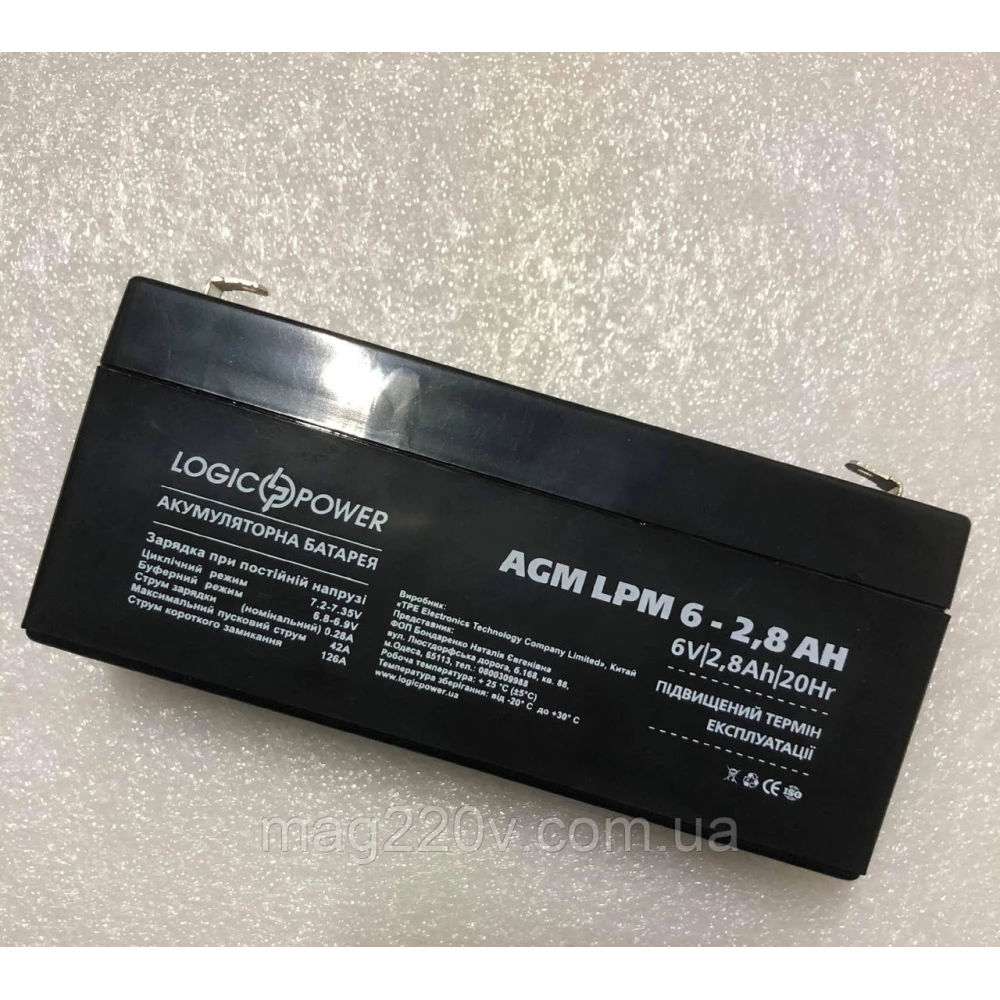 LOGIC POWER
АКУМУЛЯТОРНА БАТАРЕЯ
Зарядка при постійній напрузі
Циклічний режим 7.2-7.35V
Буферний режим 6.8-6.9V
Струм зарядки (номінальний) 0.28A
Максимальний пусковий струм 42A
Струм короткого замикання 126A
Виробник:
«TPE Electronics Technology Company Limited», Китай
Представник:
ФОП Бондаренко Наталія Євгенівна
вул. Люстдорфська дорога, б.168, кв. 88,
м.Одеса, 65113, тел.: 0800309988
Робоча температура: + 25 °C (±5°C)
Температура зберігання: від -20° C до +30° C
www.logicpower.ua
AGM LPM 6 - 2,8 AH
6V|2,8Ah|20Hr
ПІДВИЩЕНИЙ ТЕРМІН
ЕКСПЛУАТАЦІЇ
CE ISO
mag220v.com.ua